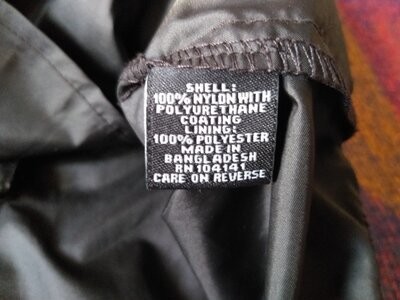 SHELL:
100% NYLON WITH
POLYURETHANE
COATING
LINING:
100% POLYESTER
MADE IN
BANGLADESH
RN 104141
CARE ON REVERSE